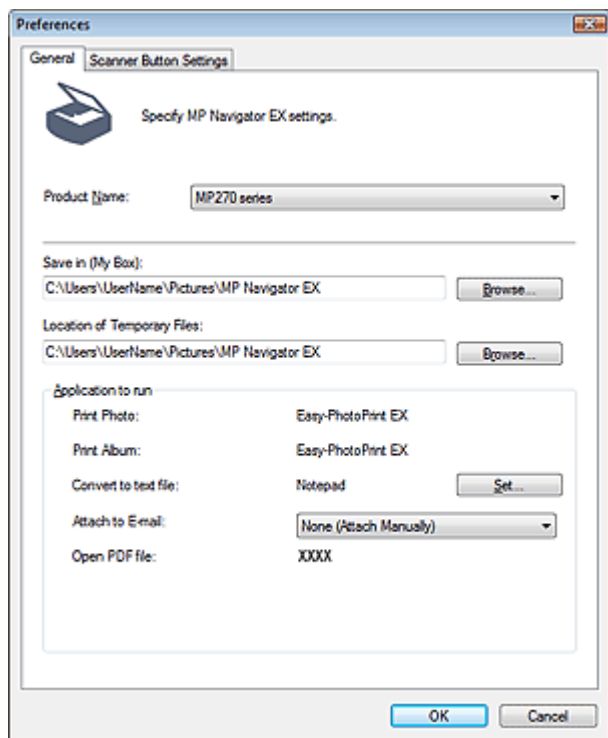 Preferences
General Scanner Button Settings
Specify MP Navigator EX settings.
Product Name: MP270 series
Save in (My Box):
C:\Users\UserName\Pictures\MP Navigator EX Browse...
Location of Temporary Files:
C:\Users\UserName\Pictures\MP Navigator EX Browse...
Application to run
Print Photo: Easy-PhotoPrint EX
Print Album: Easy-PhotoPrint EX
Convert to text file: Notepad Set...
Attach to E-mail: None (Attach Manually)
Open PDF file: XXXX
OK Cancel